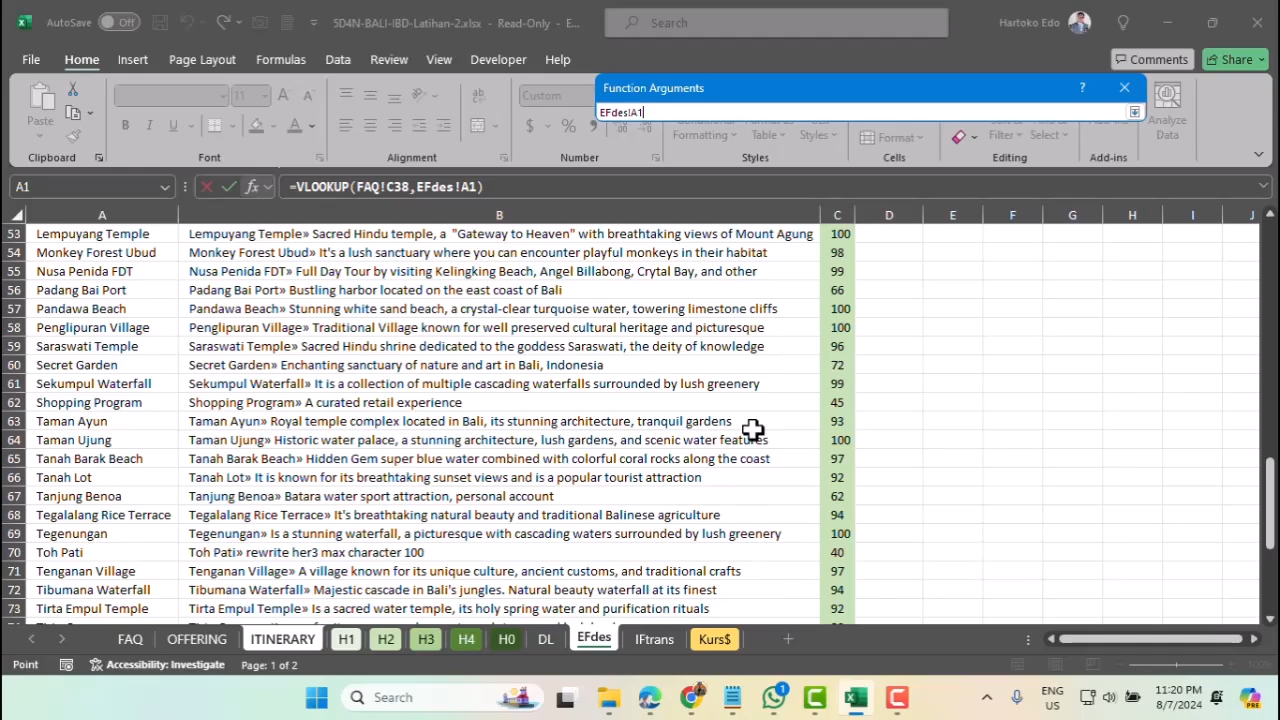 AutoSave Off 5D4N-BALI-IBD-Latihan-2.xlsx - Read-Only - E... Search Hartoko Edo
File Home Insert Page Layout Formulas Data Review View Developer Help Comments Share
Function Arguments ? ×
EFdes!A1
Paste 11 Custom
B I U A $ % Formatting Table Styles Format Filter Select Analyze Data
Clipboard Font Alignment Number Styles Cells Editing Add-ins
A1 fx =VLOOKUP(FAQ!C38,EFdes!A1)
A B C D E F G H I J
53 Lempuyang Temple Lempuyang Temple» Sacred Hindu temple, a "Gateway to Heaven" with breathtaking views of Mount Agung 100
54 Monkey Forest Ubud Monkey Forest Ubud» It's a lush sanctuary where you can encounter playful monkeys in their habitat 98
55 Nusa Penida FDT Nusa Penida FDT» Full Day Tour by visiting Kelingking Beach, Angel Billabong, Crytal Bay, and other 99
56 Padang Bai Port Padang Bai Port» Bustling harbor located on the east coast of Bali 66
57 Pandawa Beach Pandawa Beach» Stunning white sand beach, a crystal-clear turquoise water, towering limestone cliffs 100
58 Penglipuran Village Penglipuran Village» Traditional Village known for well preserved cultural heritage and picturesque 100
59 Saraswati Temple Saraswati Temple» Sacred Hindu shrine dedicated to the goddess Saraswati, the deity of knowledge 96
60 Secret Garden Secret Garden» Enchanting sanctuary of nature and art in Bali, Indonesia 72
61 Sekumpul Waterfall Sekumpul Waterfall» It is a collection of multiple cascading waterfalls surrounded by lush greenery 99
62 Shopping Program Shopping Program» A curated retail experience 45
63 Taman Ayun Taman Ayun» Royal temple complex located in Bali, its stunning architecture, tranquil gardens 93
64 Taman Ujung Taman Ujung» Historic water palace, a stunning architecture, lush gardens, and scenic water features 100
65 Tanah Barak Beach Tanah Barak Beach» Hidden Gem super blue water combined with colorful coral rocks along the coast 97
66 Tanah Lot Tanah Lot» It is known for its breathtaking sunset views and is a popular tourist attraction 92
67 Tanjung Benoa Tanjung Benoa» Batara water sport attraction, personal account 62
68 Tegalalang Rice Terrace Tegalalang Rice Terrace» It's breathtaking natural beauty and traditional Balinese agriculture 94
69 Tegenungan Tegenungan» Is a stunning waterfall, a picturesque with cascading waters surrounded by lush greenery 100
70 Toh Pati Toh Pati» rewrite her3 max character 100 40
71 Tenganan Village Tenganan Village» A village known for its unique culture, ancient customs, and traditional crafts 97
72 Tibumana Waterfall Tibumana Waterfall» Majestic cascade in Bali's jungles. Natural beauty waterfall at its finest 94
73 Tirta Empul Temple Tirta Empul Temple» Is a sacred water temple, its holy spring water and purification rituals 92
FAQ OFFERING ITINERARY H1 H2 H3 H4 H0 DL EFdes IFtrans Kurs$
Point Accessibility: Investigate Page: 1 of 2
Search 1 ENG US 11:20 PM 8/7/2024 PRE